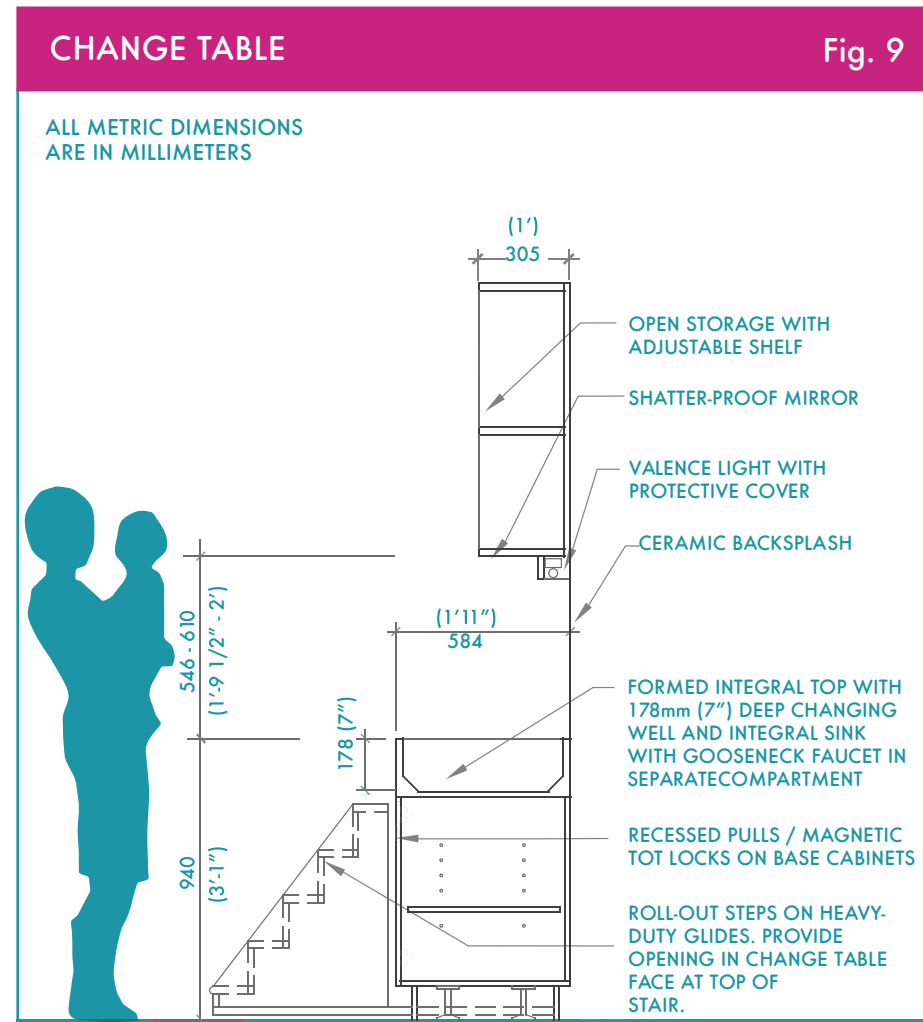 CHANGE TABLE
Fig. 9
ALL METRIC DIMENSIONS
ARE IN MILLIMETERS
(1')
305
OPEN STORAGE WITH
ADJUSTABLE SHELF
SHATTER-PROOF MIRROR
VALENCE LIGHT WITH
PROTECTIVE COVER
CERAMIC BACKSPLASH
546 - 610
(1'-9 1/2" - 2')
(1'11")
584
178 (7")
FORMED INTEGRAL TOP WITH
178mm (7") DEEP CHANGING
WELL AND INTEGRAL SINK
WITH GOOSENECK FAUCET IN
SEPARATECOMPARTMENT
940
(3'-1")
RECESSED PULLS / MAGNETIC
TOT LOCKS ON BASE CABINETS
ROLL-OUT STEPS ON HEAVY-
DUTY GLIDES. PROVIDE
OPENING IN CHANGE TABLE
FACE AT TOP OF
STAIR.